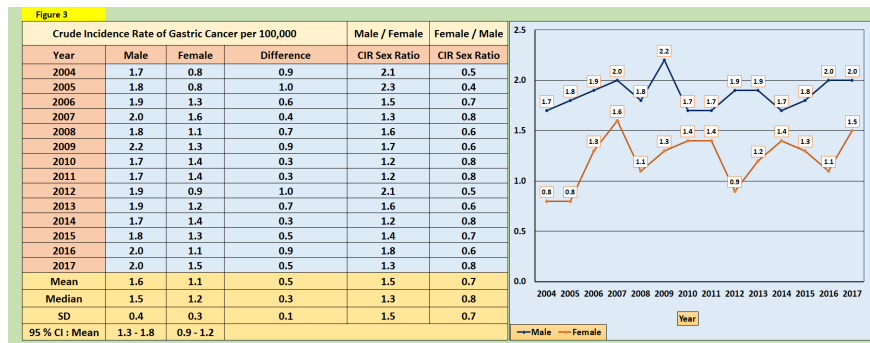 Figure 3
Crude Incidence Rate of Gastric Cancer per 100,000 Male / Female Female / Male
Year Male Female Difference CIR Sex Ratio CIR Sex Ratio
2004 1.7 0.8 0.9 2.1 0.5
2005 1.8 0.8 1.0 2.3 0.4
2006 1.9 1.3 0.6 1.5 0.7
2007 2.0 1.6 0.4 1.3 0.8
2008 1.8 1.1 0.7 1.6 0.6
2009 2.2 1.3 0.9 1.7 0.6
2010 1.7 1.4 0.3 1.2 0.8
2011 1.7 1.4 0.3 1.2 0.8
2012 1.9 0.9 1.0 2.1 0.5
2013 1.9 1.2 0.7 1.6 0.6
2014 1.7 1.4 0.3 1.2 0.8
2015 1.8 1.3 0.5 1.4 0.7
2016 2.0 1.1 0.9 1.8 0.6
2017 2.0 1.5 0.5 1.3 0.8
Mean 1.6 1.1 0.5 1.5 0.7
Median 1.5 1.2 0.3 1.3 0.8
SD 0.4 0.3 0.1 1.5 0.7
95 % CI : Mean 1.3 - 1.8 0.9 - 1.2
2.5
2.0
1.5
1.0
0.5
0.0
1.7 1.8 1.9 2.0 1.8 2.2 1.7 1.7 1.9 1.9 1.7 1.8 2.0 2.0
0.8 0.8 1.3 1.6 1.1 1.3 1.4 1.4 0.9 1.2 1.4 1.3 1.1 1.5
2004 2005 2006 2007 2008 2009 2010 2011 2012 2013 2014 2015 2016 2017
Year
Male Female